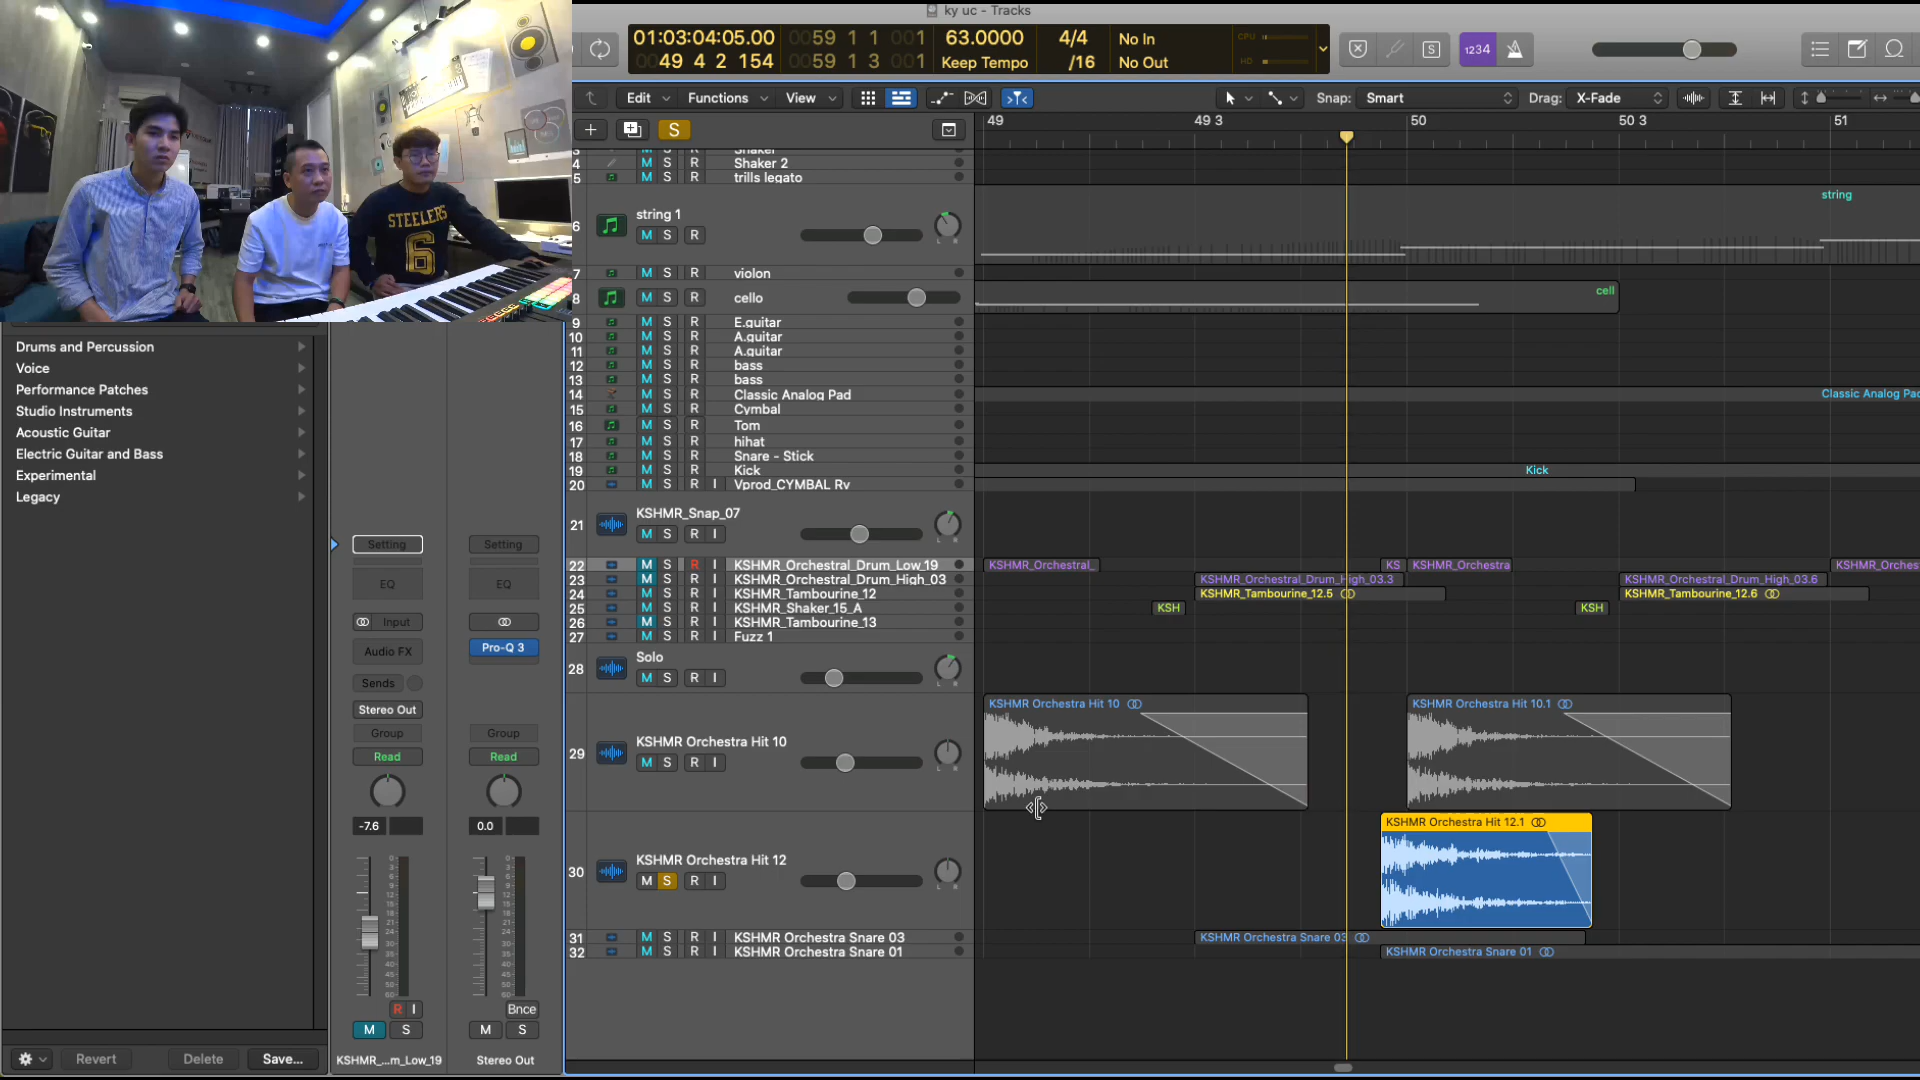 ky uc - Tracks
01:03:04:05.00
49 4 2 154
0059 1 1 001
0059 1 3 001
63.0000
Keep Tempo
4/4
/16
No In
No Out
CPU
HD
S
1234
Edit
Functions
View
Snap:
Smart
Drag:
X-Fade
S
49
49 3
50
50 3
51
STEELERS
6
4 M S R Shaker 2
5 M S R trills legato
6 string 1
M S R
string
7 M S R violon
8 M S R cello
cell
9 M S R E.guitar
10 M S R A.guitar
11 M S R A.guitar
12 M S R bass
13 M S R bass
14 M S R Classic Analog Pad
Classic Analog Pad
15 M S R Cymbal
16 M S R Tom
17 M S R hihat
18 M S R Snare - Stick
19 M S R Kick
Kick
20 M S R I Vprod_CYMBAL Rv
21 KSHMR_Snap_07
M S R I
22 M S R I KSHMR_Orchestral_Drum_Low_19
KSHMR_Orchestral_
KS
KSHMR_Orchestra
KSHMR_Orches
23 M S R I KSHMR_Orchestral_Drum_High_03
KSHMR_Orchestral_Drum_High_03.3
KSHMR_Orchestral_Drum_High_03.6
24 M S R I KSHMR_Tambourine_12
KSHMR_Tambourine_12.5
KSHMR_Tambourine_12.6
25 M S R I KSHMR_Shaker_15_A
KSH
KSH
26 M S R I KSHMR_Tambourine_13
27 M S R I Fuzz 1
28 Solo
M S R I
29 KSHMR Orchestra Hit 10
M S R I
KSHMR Orchestra Hit 10
KSHMR Orchestra Hit 10.1
30 KSHMR Orchestra Hit 12
M S R I
KSHMR Orchestra Hit 12.1
31 M S R I KSHMR Orchestra Snare 03
KSHMR Orchestra Snare 03
32 M S R I KSHMR Orchestra Snare 01
KSHMR Orchestra Snare 01
Drums and Percussion
Voice
Performance Patches
Studio Instruments
Acoustic Guitar
Electric Guitar and Bass
Experimental
Legacy
Setting
Setting
EQ
EQ
Input
Audio FX
Pro-Q 3
Sends
Stereo Out
Group
Group
Read
Read
-7.6
0.0
R I
Bnce
M S
M S
KSHMR_...m_Low_19
Stereo Out
Revert
Delete
Save...